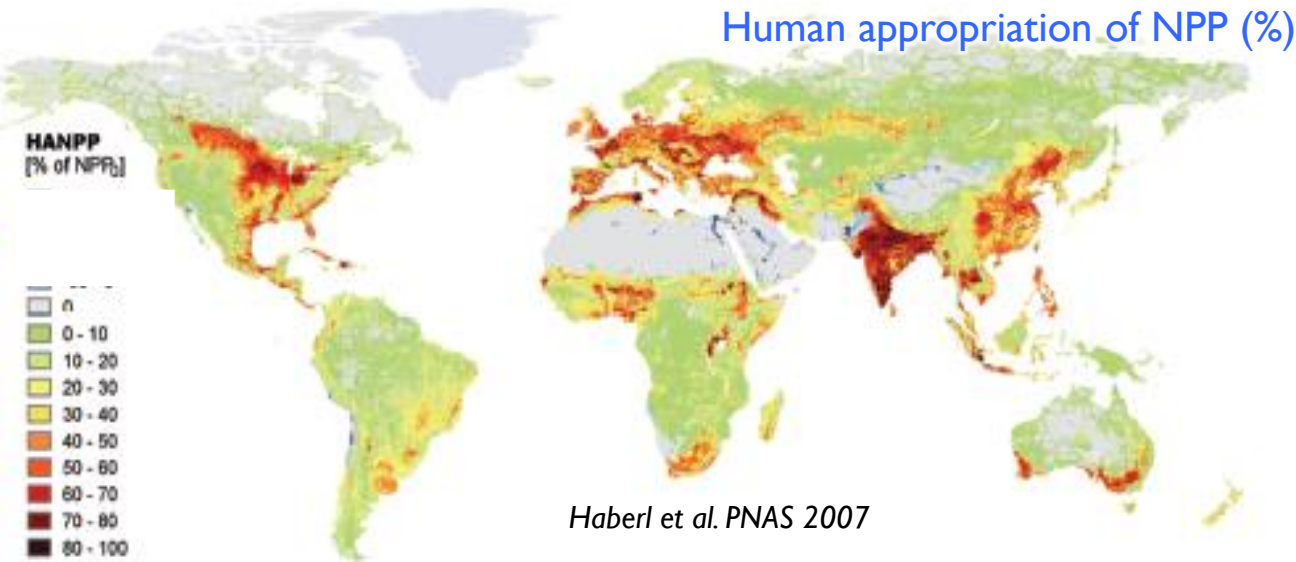 Human appropriation of NPP (%)
HANPP
[% of NPP₀]
0
0 - 10
10 - 20
20 - 30
30 - 40
40 - 50
50 - 60
60 - 70
70 - 80
80 - 100
Haberl et al. PNAS 2007